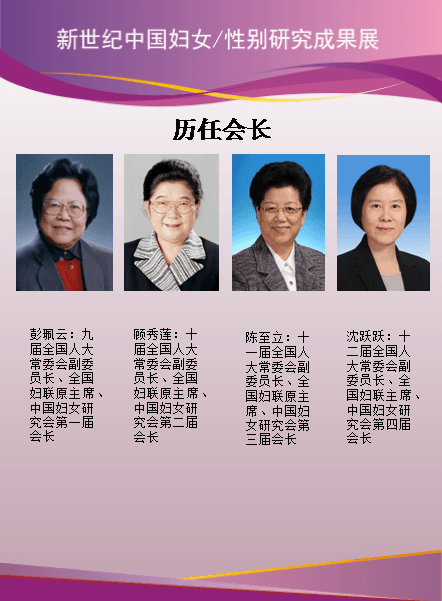 新世纪中国妇女/性别研究成果展
历任会长
彭珮云：九
届全国人大
常委会副委
员长、全国
妇联原主席、
中国妇女研
究会第一届
会长
顾秀莲：十
届全国人大
常委会副委
员长、全国
妇联原主席、
中国妇女研
究会第二届
会长
陈至立：十
一届全国人
大常委会副
委员长、全
国妇联原主
席、中国妇
女研究会第
三届会长
沈跃跃：十
二届全国人
大常委会副
委员长、全
国妇联主席、
中国妇女研
究会第四届
会长